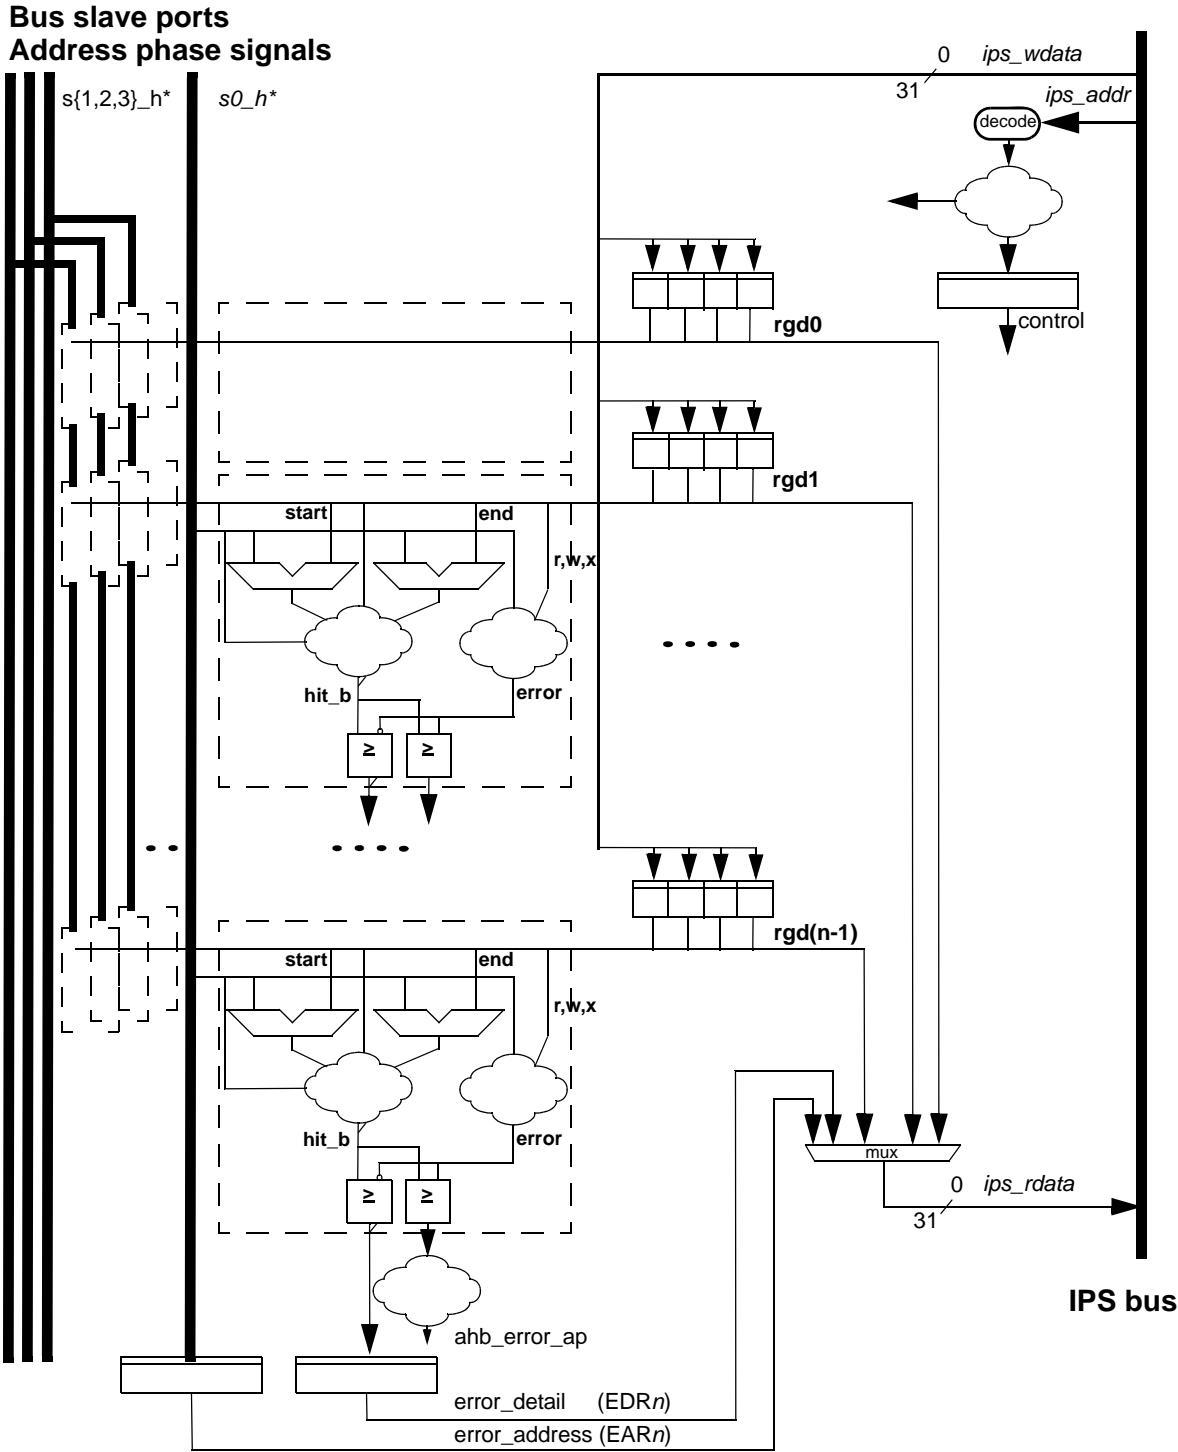 Bus slave ports
Address phase signals
s{1,2,3}_h*
s0_h*
0
ips_wdata
31
ips_addr
decode
control
rgd0
rgd1
start
end
r,w,x
. . . .
hit_b
error
≥
≥
. .
. . . .
rgd(n-1)
start
end
r,w,x
hit_b
error
≥
≥
mux
0
ips_rdata
31
IPS bus
ahb_error_ap
error_detail (EDRn)
error_address (EARn)